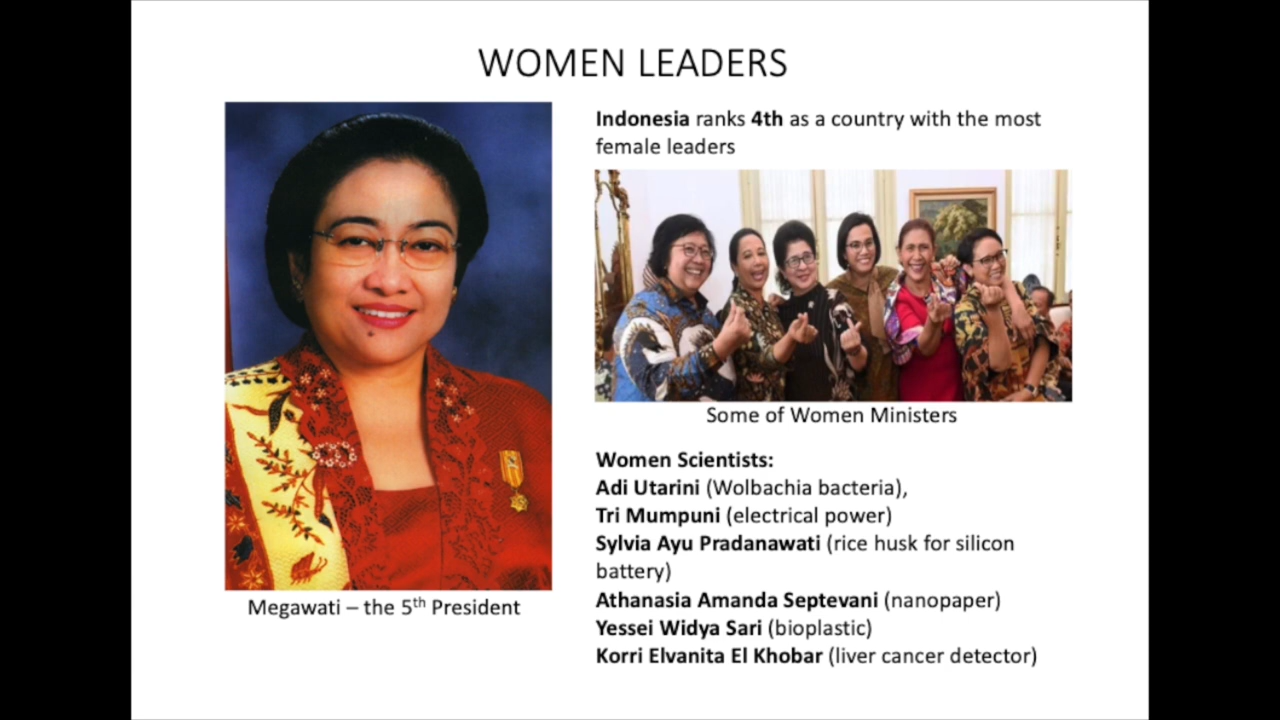 WOMEN LEADERS
Indonesia ranks 4th as a country with the most
female leaders
Some of Women Ministers
Women Scientists:
Adi Utarini (Wolbachia bacteria),
Tri Mumpuni (electrical power)
Sylvia Ayu Pradanawati (rice husk for silicon
battery)
Athanasia Amanda Septevani (nanopaper)
Yessei Widya Sari (bioplastic)
Korri Elvanita El Khobar (liver cancer detector)
Megawati – the 5th President